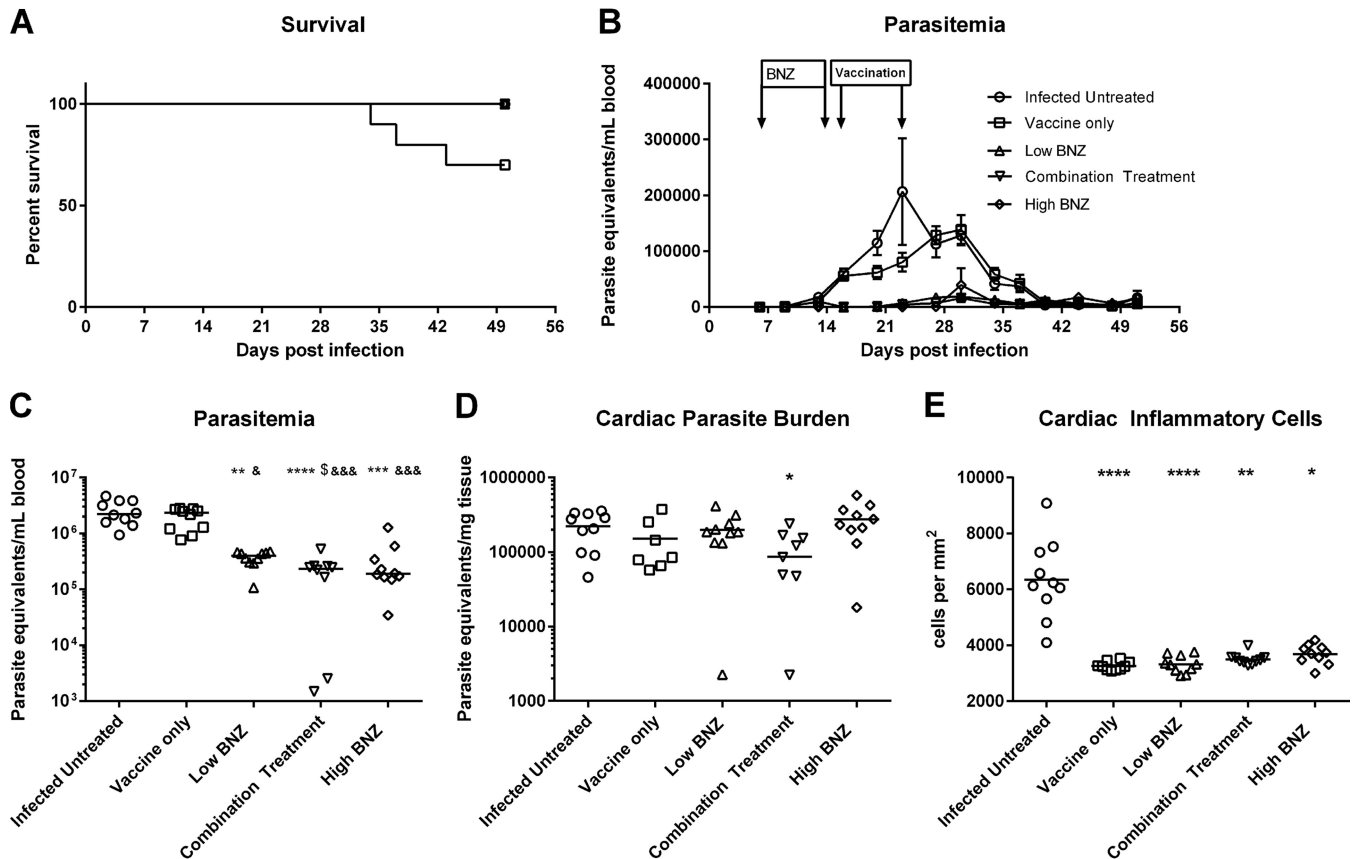 A
Survival
Percent survival
100
50
0
0 7 14 21 28 35 42 49 56
Days post infection
B
Parasitemia
Parasite equivalents/mL blood
BNZ
Vaccination
400000
300000
200000
100000
0
0 7 14 21 28 35 42 49 56
Days post infection
Infected Untreated
Vaccine only
Low BNZ
Combination Treatment
High BNZ
C
Parasitemia
Parasite equivalents/mL blood
** & **** $ &&& *** &&&
10⁷
10⁶
10⁵
10⁴
10³
Infected Untreated
Vaccine only
Low BNZ
Combination Treatment
High BNZ
D
Cardiac Parasite Burden
Parasite equivalents/mg tissue
*
1000000
100000
10000
1000
Infected Untreated
Vaccine only
Low BNZ
Combination Treatment
High BNZ
E
Cardiac Inflammatory Cells
cells per mm²
**** **** ** *
10000
8000
6000
4000
2000
Infected Untreated
Vaccine only
Low BNZ
Combination Treatment
High BNZ